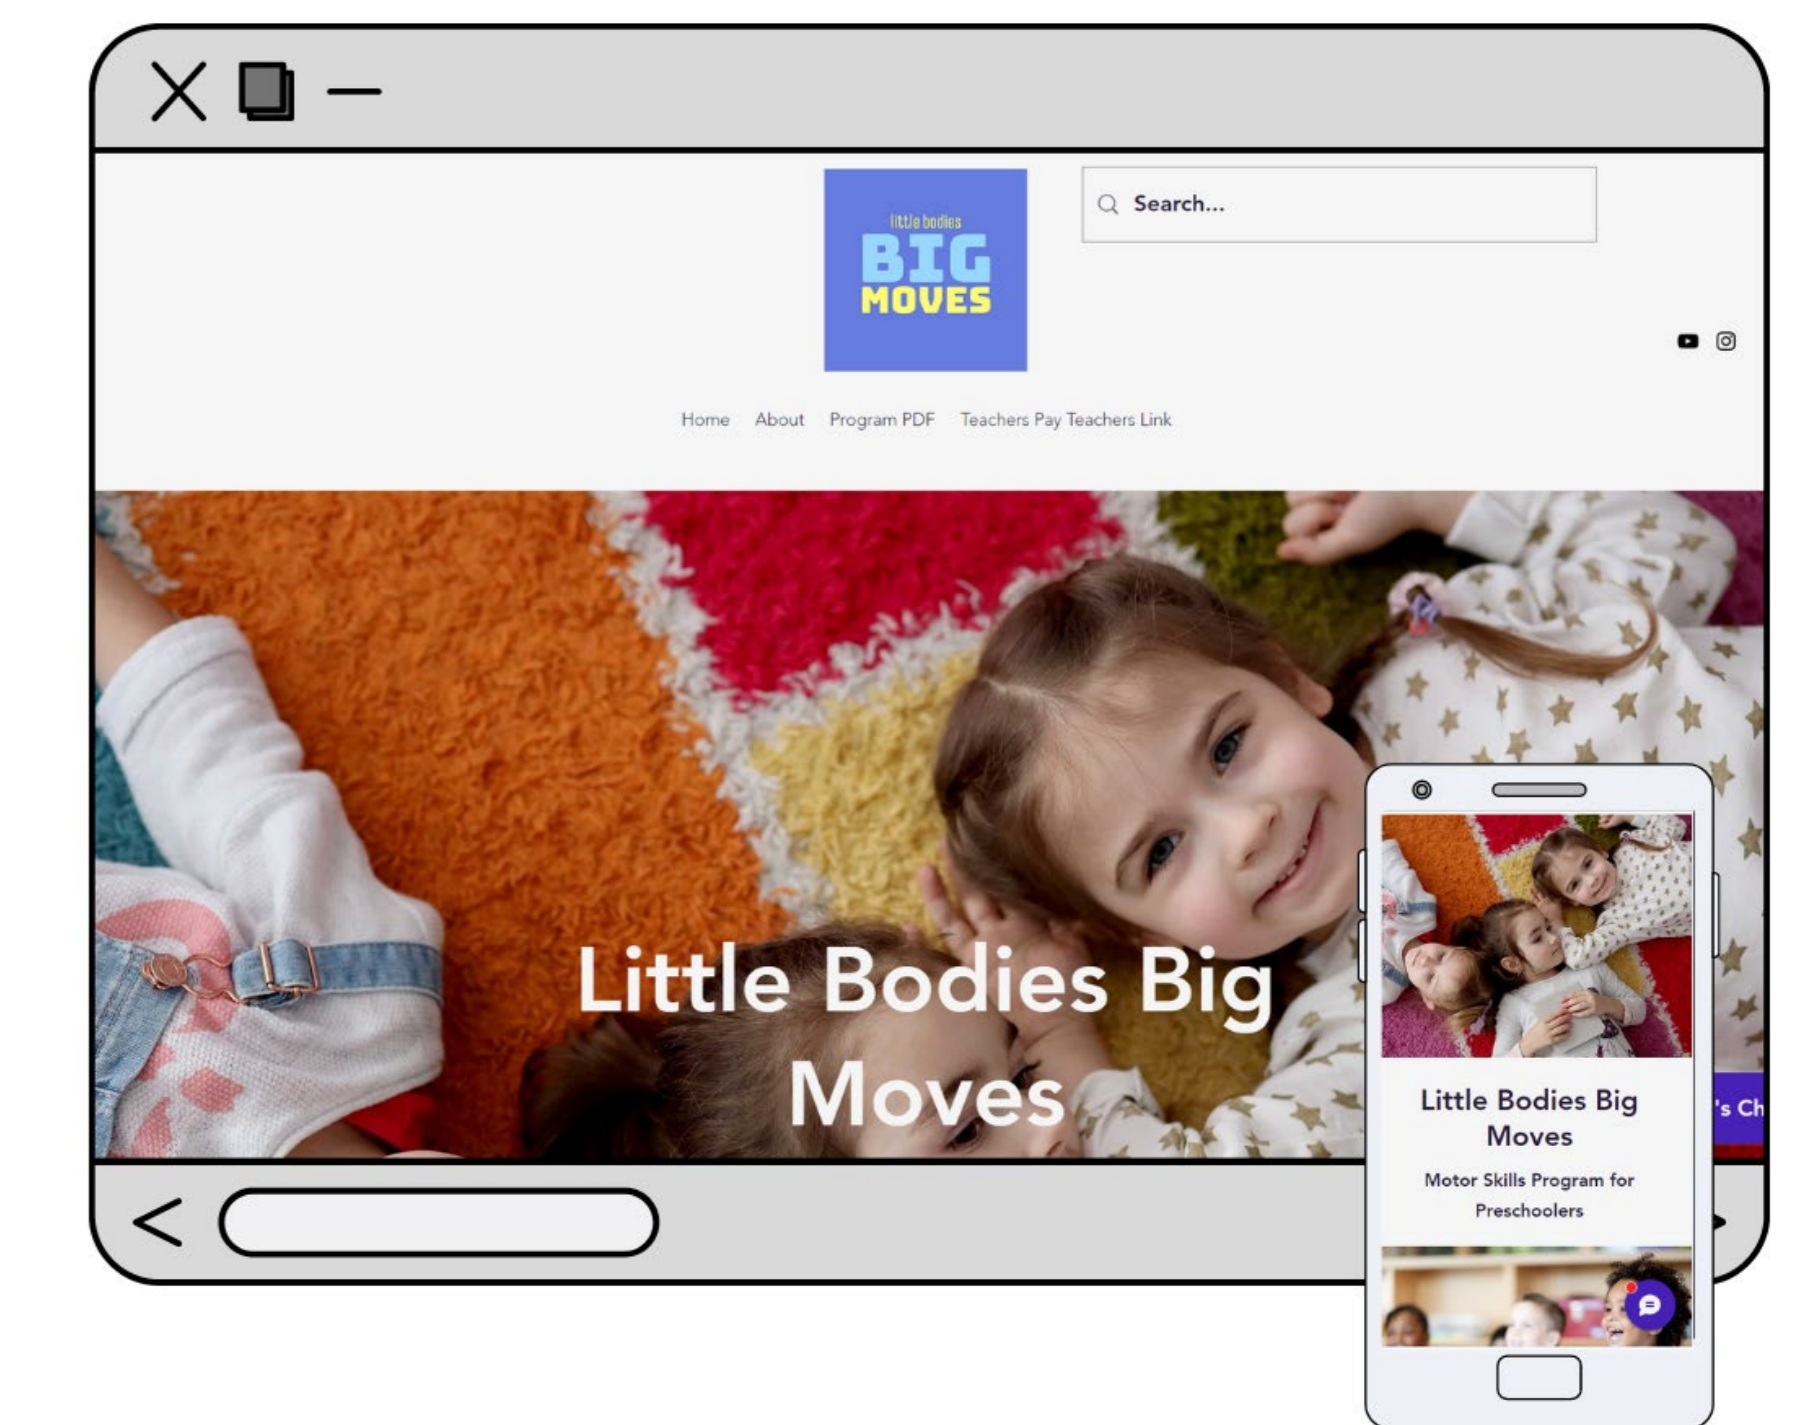 little bodies
BIG
MOVES
Search...
Home About Program PDF Teachers Pay Teachers Link
Little Bodies Big
Moves
's Ch
Little Bodies Big
Moves
Motor Skills Program for
Preschoolers